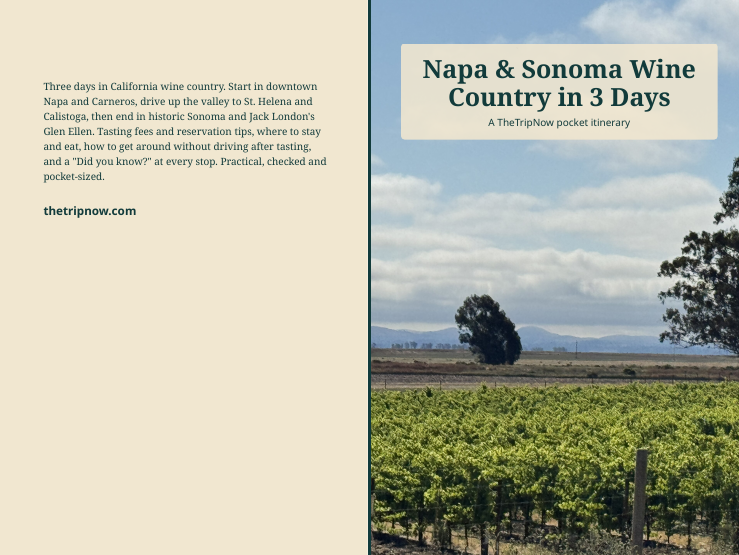 Three days in California wine country. Start in downtown
Napa and Carneros, drive up the valley to St. Helena and
Calistoga, then end in historic Sonoma and Jack London's
Glen Ellen. Tasting fees and reservation tips, where to stay
and eat, how to get around without driving after tasting,
and a "Did you know?" at every stop. Practical, checked and
pocket-sized.
thetripnow.com
Napa & Sonoma Wine
Country in 3 Days
A TheTripNow pocket itinerary